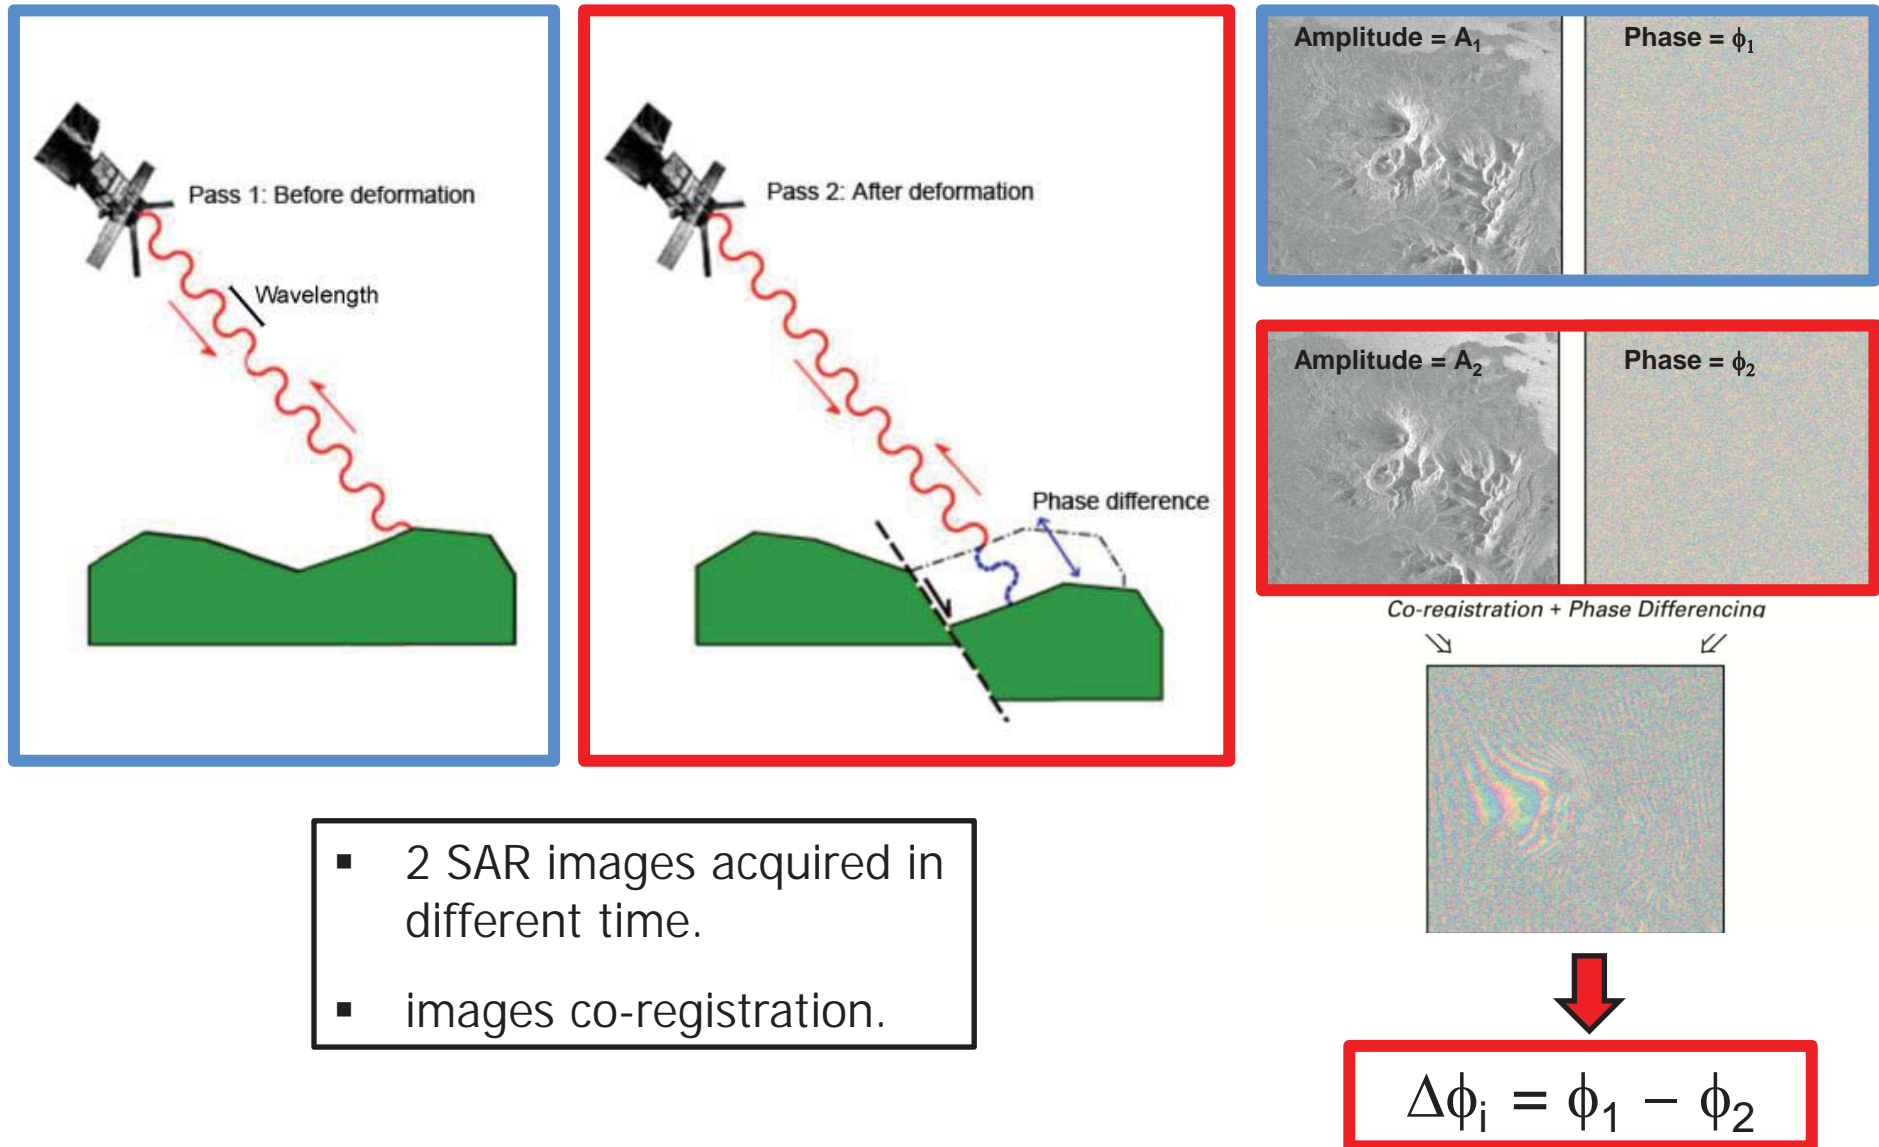 Pass 1: Before deformation
Wavelength
Pass 2: After deformation
Phase difference
Amplitude = A₁
Phase = ϕ₁
Amplitude = A₂
Phase = ϕ₂
Co-registration + Phase Differencing
▪ 2 SAR images acquired in
different time.
▪ images co-registration.
Δϕᵢ = ϕ₁ − ϕ₂